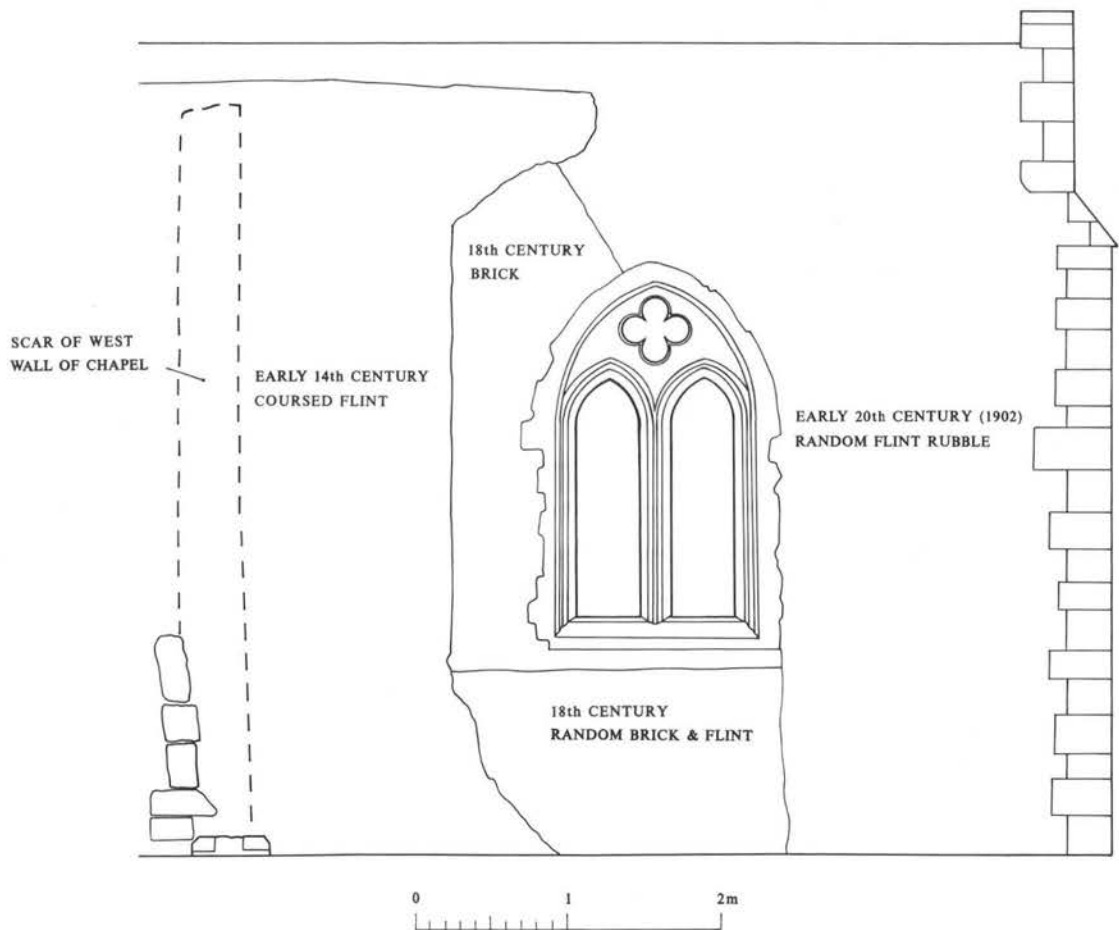 18th CENTURY
BRICK
SCAR OF WEST
WALL OF CHAPEL
EARLY 14th CENTURY
COURSED FLINT
EARLY 20th CENTURY (1902)
RANDOM FLINT RUBBLE
18th CENTURY
RANDOM BRICK & FLINT
0 1 2m